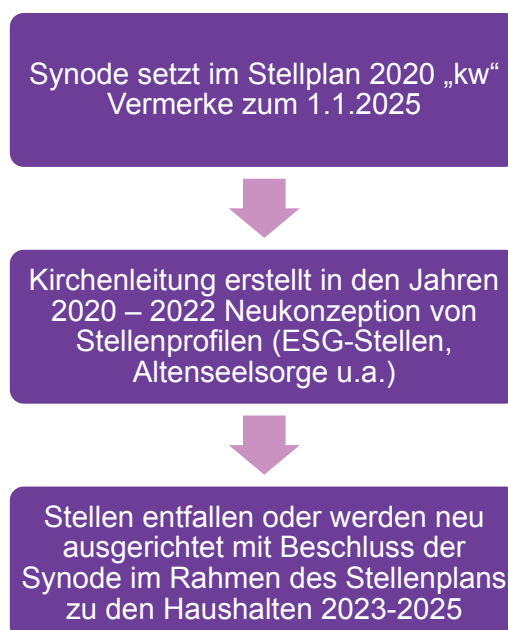 Synode setzt im Stellplan 2020 „kw“
Vermerke zum 1.1.2025
Kirchenleitung erstellt in den Jahren
2020 – 2022 Neukonzeption von
Stellenprofilen (ESG-Stellen,
Altenseelsorge u.a.)
Stellen entfallen oder werden neu
ausgerichtet mit Beschluss der
Synode im Rahmen des Stellenplans
zu den Haushalten 2023-2025